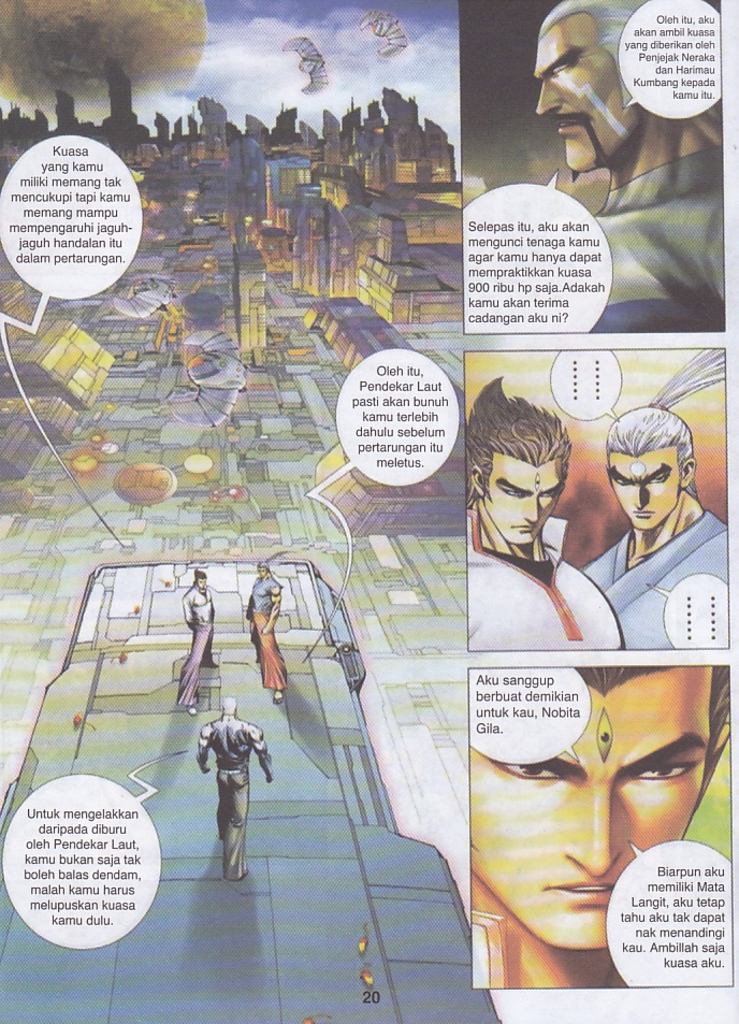 Kuasa
yang kamu
miliki memang tak
mencukupi tapi kamu
memang mampu
mempengaruhi jaguh-
jaguh handalan itu
dalam pertarungan.
Oleh itu,
Pendekar Laut
pasti akan bunuh
kamu terlebih
dahulu sebelum
pertarungan itu
meletus.
Untuk mengelakkan
daripada diburu
oleh Pendekar Laut,
kamu bukan saja tak
boleh balas dendam,
malah kamu harus
melupuskan kuasa
kamu dulu.
Oleh itu, aku
akan ambil kuasa
yang diberikan oleh
Penjejak Neraka
dan Harimau
Kumbang kepada
kamu itu.
Selepas itu, aku akan
mengunci tenaga kamu
agar kamu hanya dapat
mempraktikkan kuasa
900 ribu hp saja.Adakah
kamu akan terima
cadangan aku ni?
Aku sanggup
berbuat demikian
untuk kau, Nobita
Gila.
Biarpun aku
memiliki Mata
Langit, aku tetap
tahu aku tak dapat
nak menandingi
kau. Ambillah saja
kuasa aku.
20